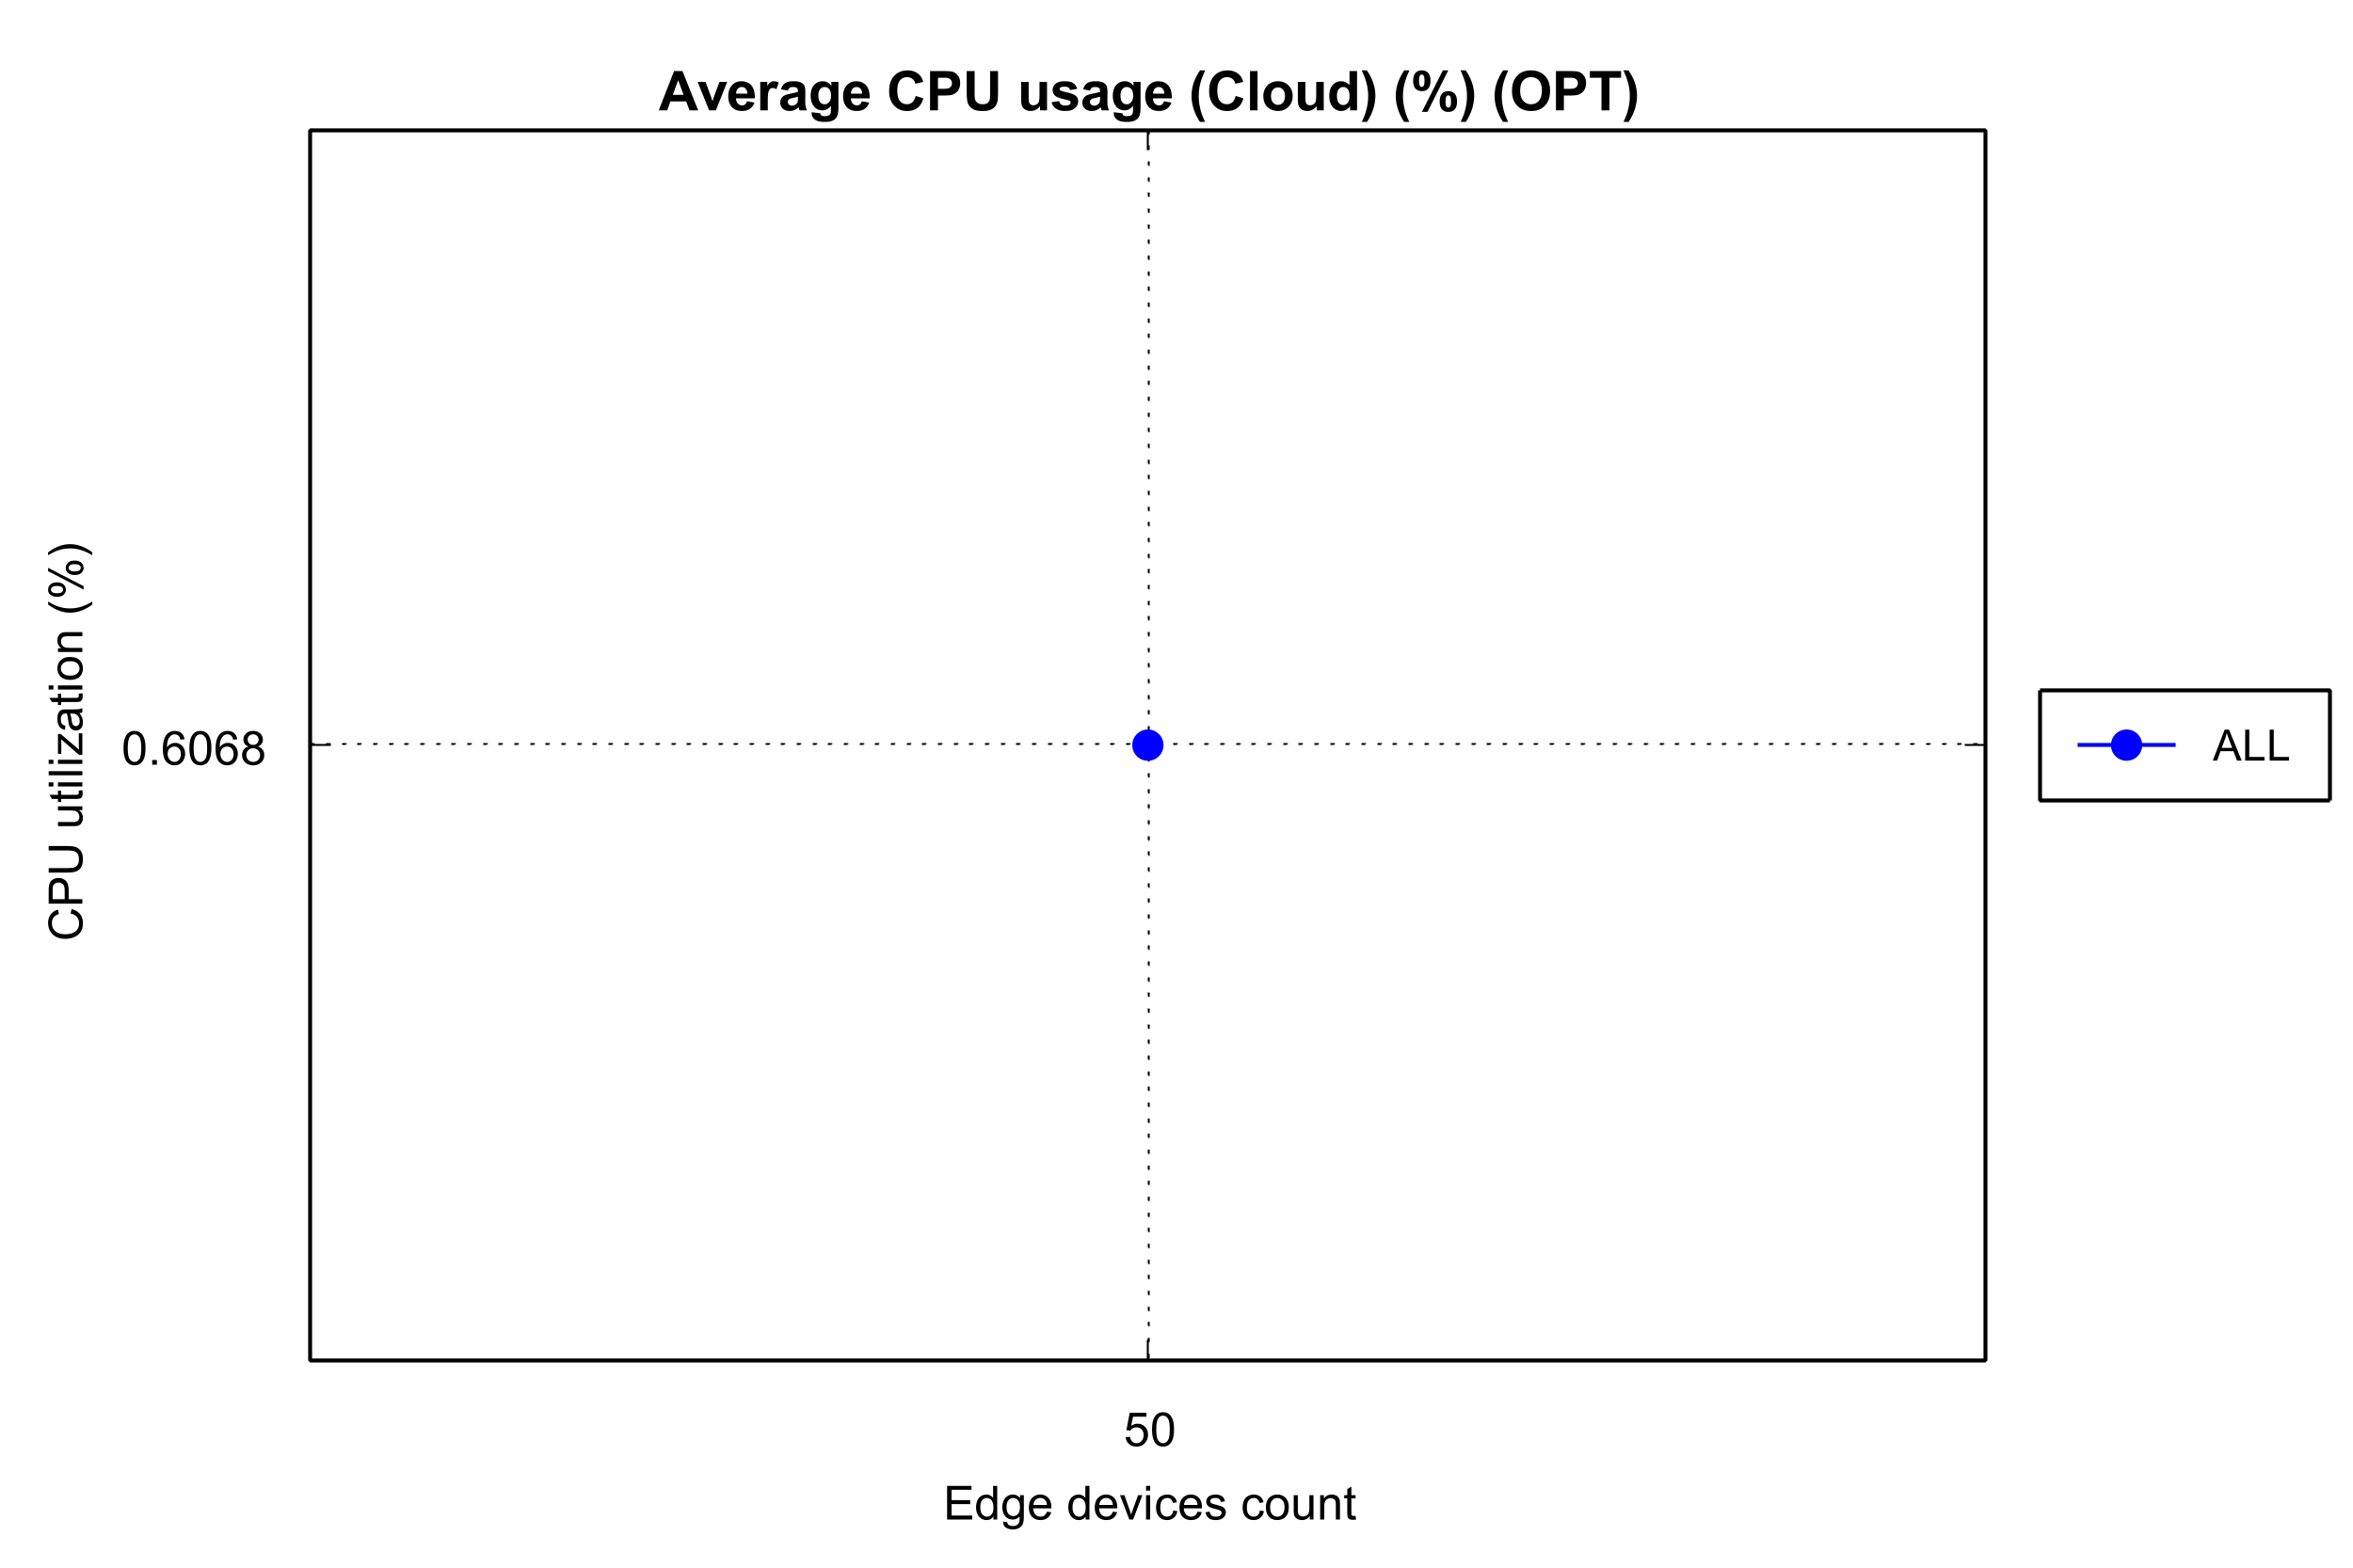 Average CPU usage (Cloud) (%) (OPT)
CPU utilization (%)
0.6068
ALL
50
Edge devices count